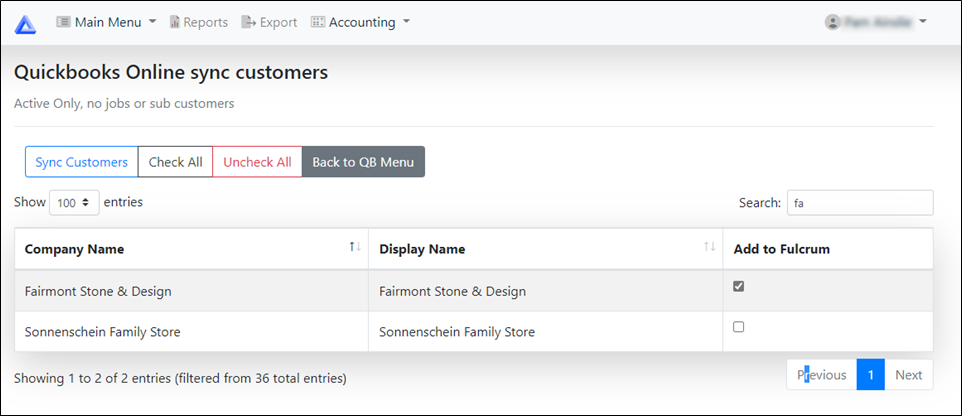 Main Menu Reports Export Accounting
Quickbooks Online sync customers
Active Only, no jobs or sub customers
Sync Customers Check All Uncheck All Back to QB Menu
Show 100 entries Search: fa
Company Name Display Name Add to Fulcrum
Fairmont Stone & Design Fairmont Stone & Design
Sonnenschein Family Store Sonnenschein Family Store
Showing 1 to 2 of 2 entries (filtered from 36 total entries) Previous 1 Next